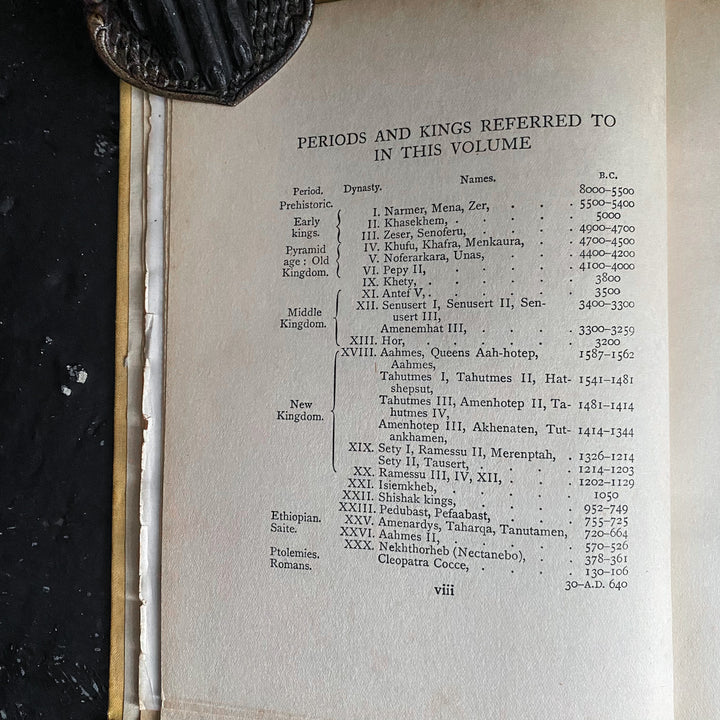 PERIODS AND KINGS REFERRED TO
IN THIS VOLUME
Period. Dynasty. Names. B.C.
Prehistoric. 8000–5500
Early kings. I. Narmer, Mena, Zer, . . . 5500–5400
II. Khasekhem, . . . . 5000
III. Zeser, Senoferu, . . . . 4900–4700
Pyramid age : Old Kingdom. IV. Khufu, Khafra, Menkaura, . . 4700–4500
V. Noferarkara, Unas, . . . 4400–4200
VI. Pepy II, . . . . . 4100–4000
IX. Khety, . . . . . 3800
Middle Kingdom. XI. Antef V, . . . . . 3500
XII. Senusert I, Senusert II, Sen-
usert III, 3400–3300
Amenemhat III, . . . . 3300–3259
XIII. Hor, . . . . . 3200
New Kingdom. XVIII. Aahmes, Queens Aah-hotep,
Aahmes, 1587–1562
Tahutmes I, Tahutmes II, Hat-
shepsut, 1541–1481
Tahutmes III, Amenhotep II, Ta-
hutmes IV, 1481–1414
Amenhotep III, Akhenaten, Tut-
ankhamen, 1414–1344
XIX. Sety I, Ramessu II, Merenptah, . 1326–1214
Sety II, Tausert, . . . . 1214–1203
XX. Ramessu III, IV, XII, . . . 1202–1129
XXI. Isiemkheb, . . . . 1050
XXII. Shishak kings, . . . . 952–749
XXIII. Pedubast, Pefaabast, . . . 755–725
Ethiopian. XXV. Amenardys, Taharqa, Tanutamen, 720–664
Saite. XXVI. Aahmes II, . . . . 570–526
XXX. Nekhthorheb (Nectanebo), . . 378–361
Ptolemies. Cleopatra Cocce, . . . . 130–106
Romans. 30–A.D. 640
viii